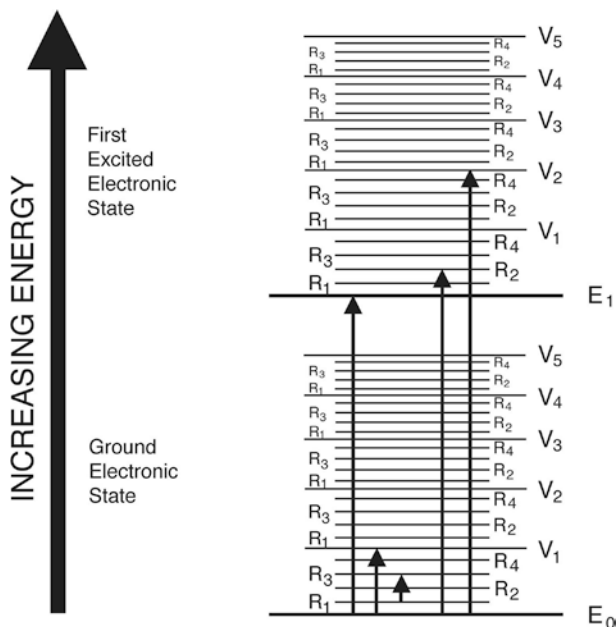 INCREASING ENERGY
First
Excited
Electronic
State
Ground
Electronic
State
V₅
R₄
R₃
R₂
R₁
V₄
R₄
R₃
R₂
R₁
V₃
R₄
R₃
R₂
R₁
V₂
R₄
R₃
R₂
R₁
V₁
R₄
R₃
R₂
R₁
E₁
V₅
R₄
R₃
R₂
R₁
V₄
R₄
R₃
R₂
R₁
V₃
R₄
R₃
R₂
R₁
V₂
R₄
R₃
R₂
R₁
V₁
R₄
R₃
R₂
R₁
E₀